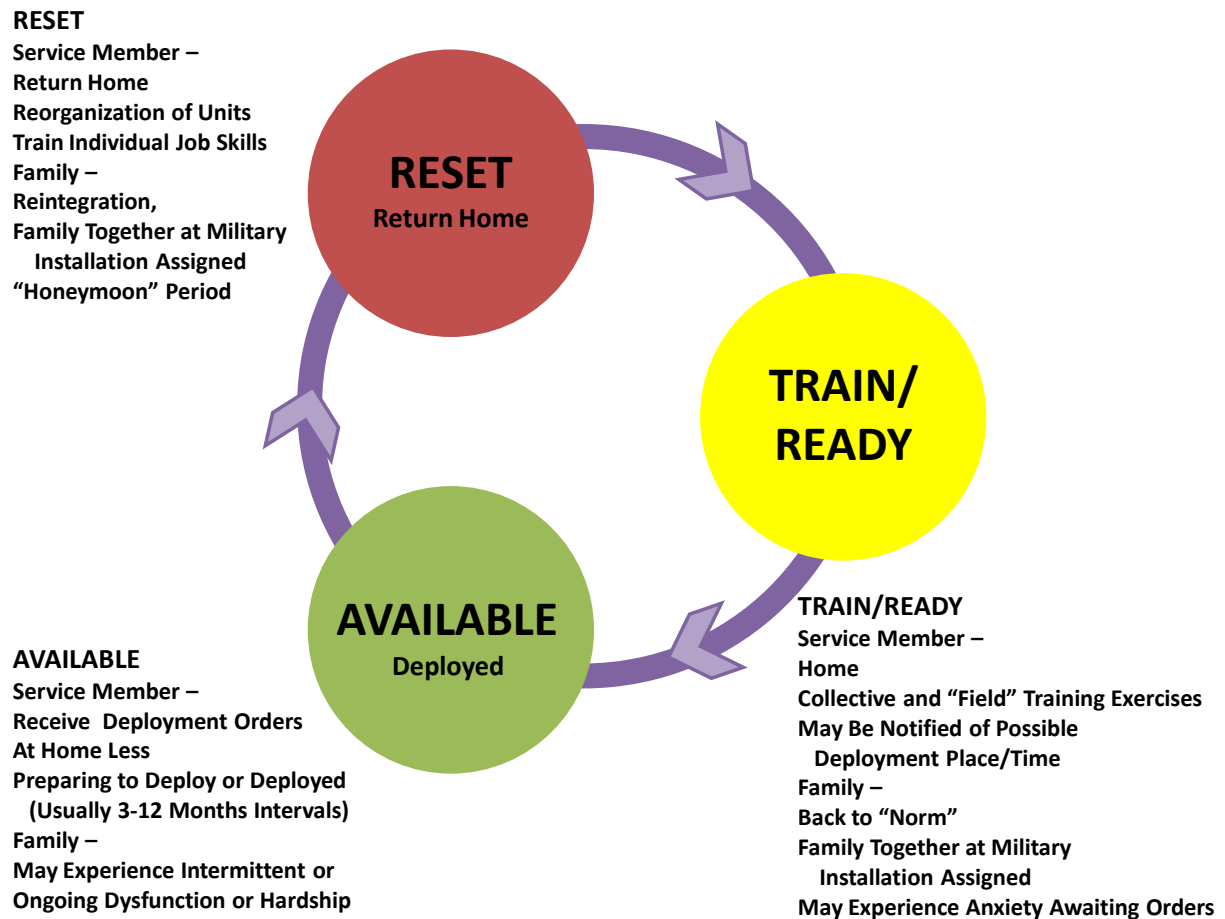 RESET
Service Member –
Return Home
Reorganization of Units
Train Individual Job Skills
Family –
Reintegration,
Family Together at Military
Installation Assigned
“Honeymoon” Period
RESET
Return Home
TRAIN/
READY
AVAILABLE
Deployed
AVAILABLE
Service Member –
Receive Deployment Orders
At Home Less
Preparing to Deploy or Deployed
(Usually 3-12 Months Intervals)
Family –
May Experience Intermittent or
Ongoing Dysfunction or Hardship
TRAIN/READY
Service Member –
Home
Collective and “Field” Training Exercises
May Be Notified of Possible
Deployment Place/Time
Family –
Back to “Norm”
Family Together at Military
Installation Assigned
May Experience Anxiety Awaiting Orders